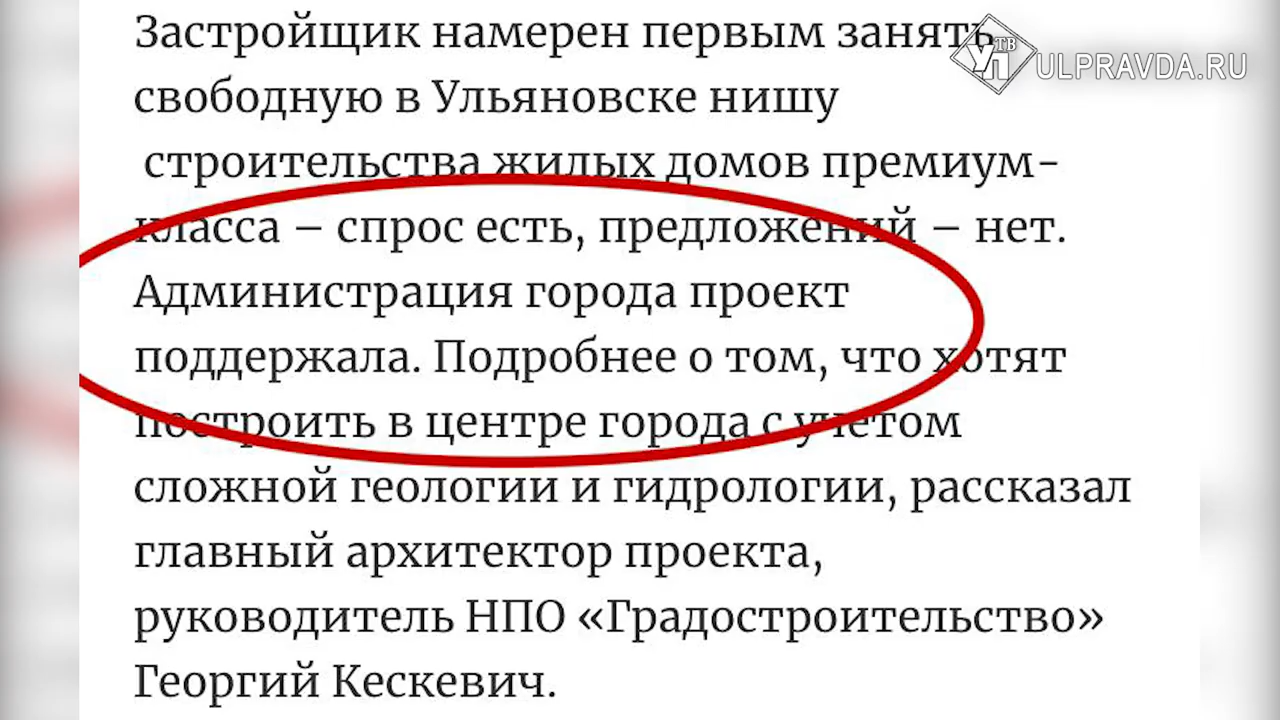 Застройщик намерен первым занять
свободную в Ульяновске нишу
строительства жилых домов премиум-
класса – спрос есть, предложений – нет.
Администрация города проект
поддержала. Подробнее о том, что хотят
построить в центре города с учетом
сложной геологии и гидрологии, рассказал
главный архитектор проекта,
руководитель НПО «Градостроительство»
Георгий Кескевич.
УП ТВ
ULPRAVDA.RU